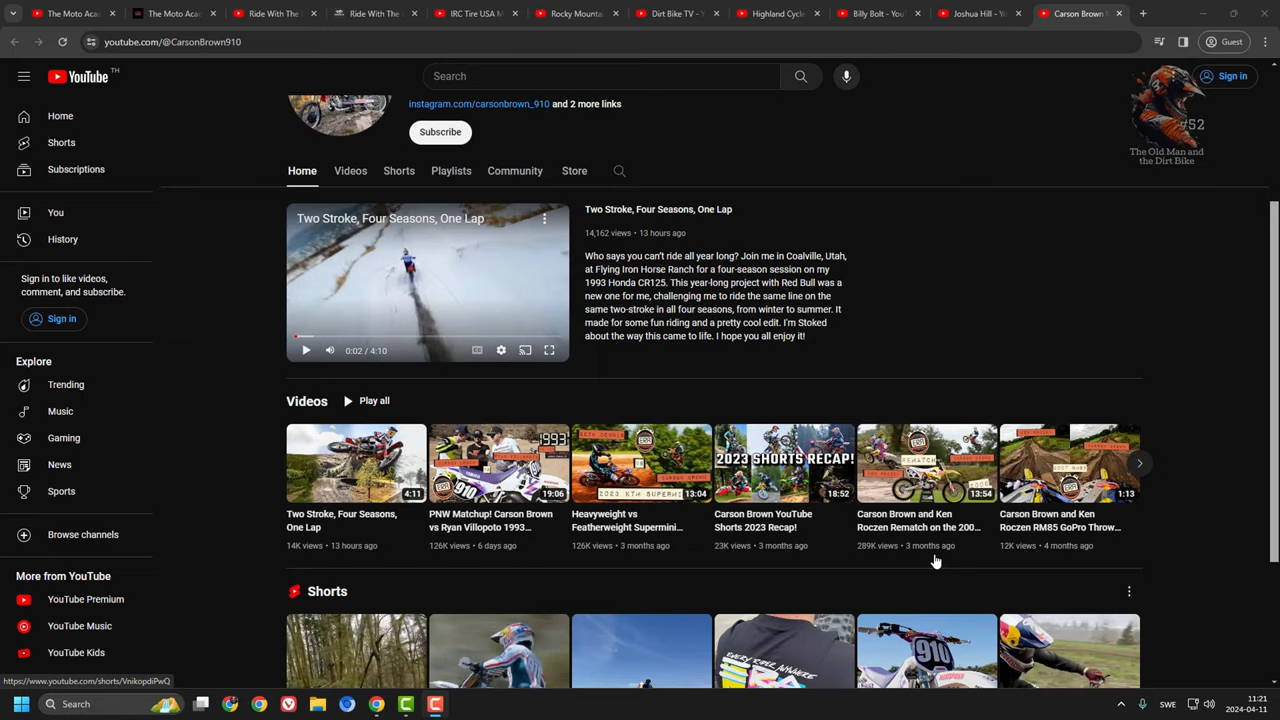 The Moto Aca
The Moto Aca
Ride With The
Ride With The
IRC Tire USA M
Rocky Mounta
Dirt Bike TV - Y
Highland Cycle
Billy Bolt - You
Joshua Hill - Yo
Carson Brown
youtube.com/@CarsonBrown910
Guest
YouTube TH
Search
Sign in
#52
The Old Man and
the Dirt Bike
Home
Shorts
Subscriptions
You
History
Sign in to like videos,
comment, and subscribe.
Sign in
Explore
Trending
Music
Gaming
News
Sports
Browse channels
More from YouTube
YouTube Premium
YouTube Music
YouTube Kids
instagram.com/carsonbrown_910 and 2 more links
Subscribe
Home Videos Shorts Playlists Community Store
Two Stroke, Four Seasons, One Lap
0:02 / 4:10
Two Stroke, Four Seasons, One Lap
14,162 views • 13 hours ago
Who says you can't ride all year long? Join me in Coalville, Utah,
at Flying Iron Horse Ranch for a four-season session on my
1993 Honda CR125. This year-long project with Red Bull was a
new one for me, challenging me to ride the same line on the
same two-stroke in all four seasons, from winter to summer. It
made for some fun riding and a pretty cool edit. I'm Stoked
about the way this came to life. I hope you all enjoy it!
Videos Play all
4:11
Two Stroke, Four Seasons,
One Lap
14K views • 13 hours ago
1993
910
19:06
PNW Matchup! Carson Brown
vs Ryan Villopoto 1993...
126K views • 6 days ago
2023 KTM SUPERMINI
13:04
Heavyweight vs
Featherweight Supermini...
126K views • 3 months ago
2023 SHORTS RECAP!
18:52
Carson Brown YouTube
Shorts 2023 Recap!
23K views • 3 months ago
REMATCH
13:54
Carson Brown and Ken
Roczen Rematch on the 200...
289K views • 3 months ago
1:13
Carson Brown and Ken
Roczen RM85 GoPro Throw...
12K views • 4 months ago
Shorts
EVERY RIDER ANYWHERE
910
https://www.youtube.com/shorts/VnikopdiPwQ
Search
SWE
11:21
2024-04-11